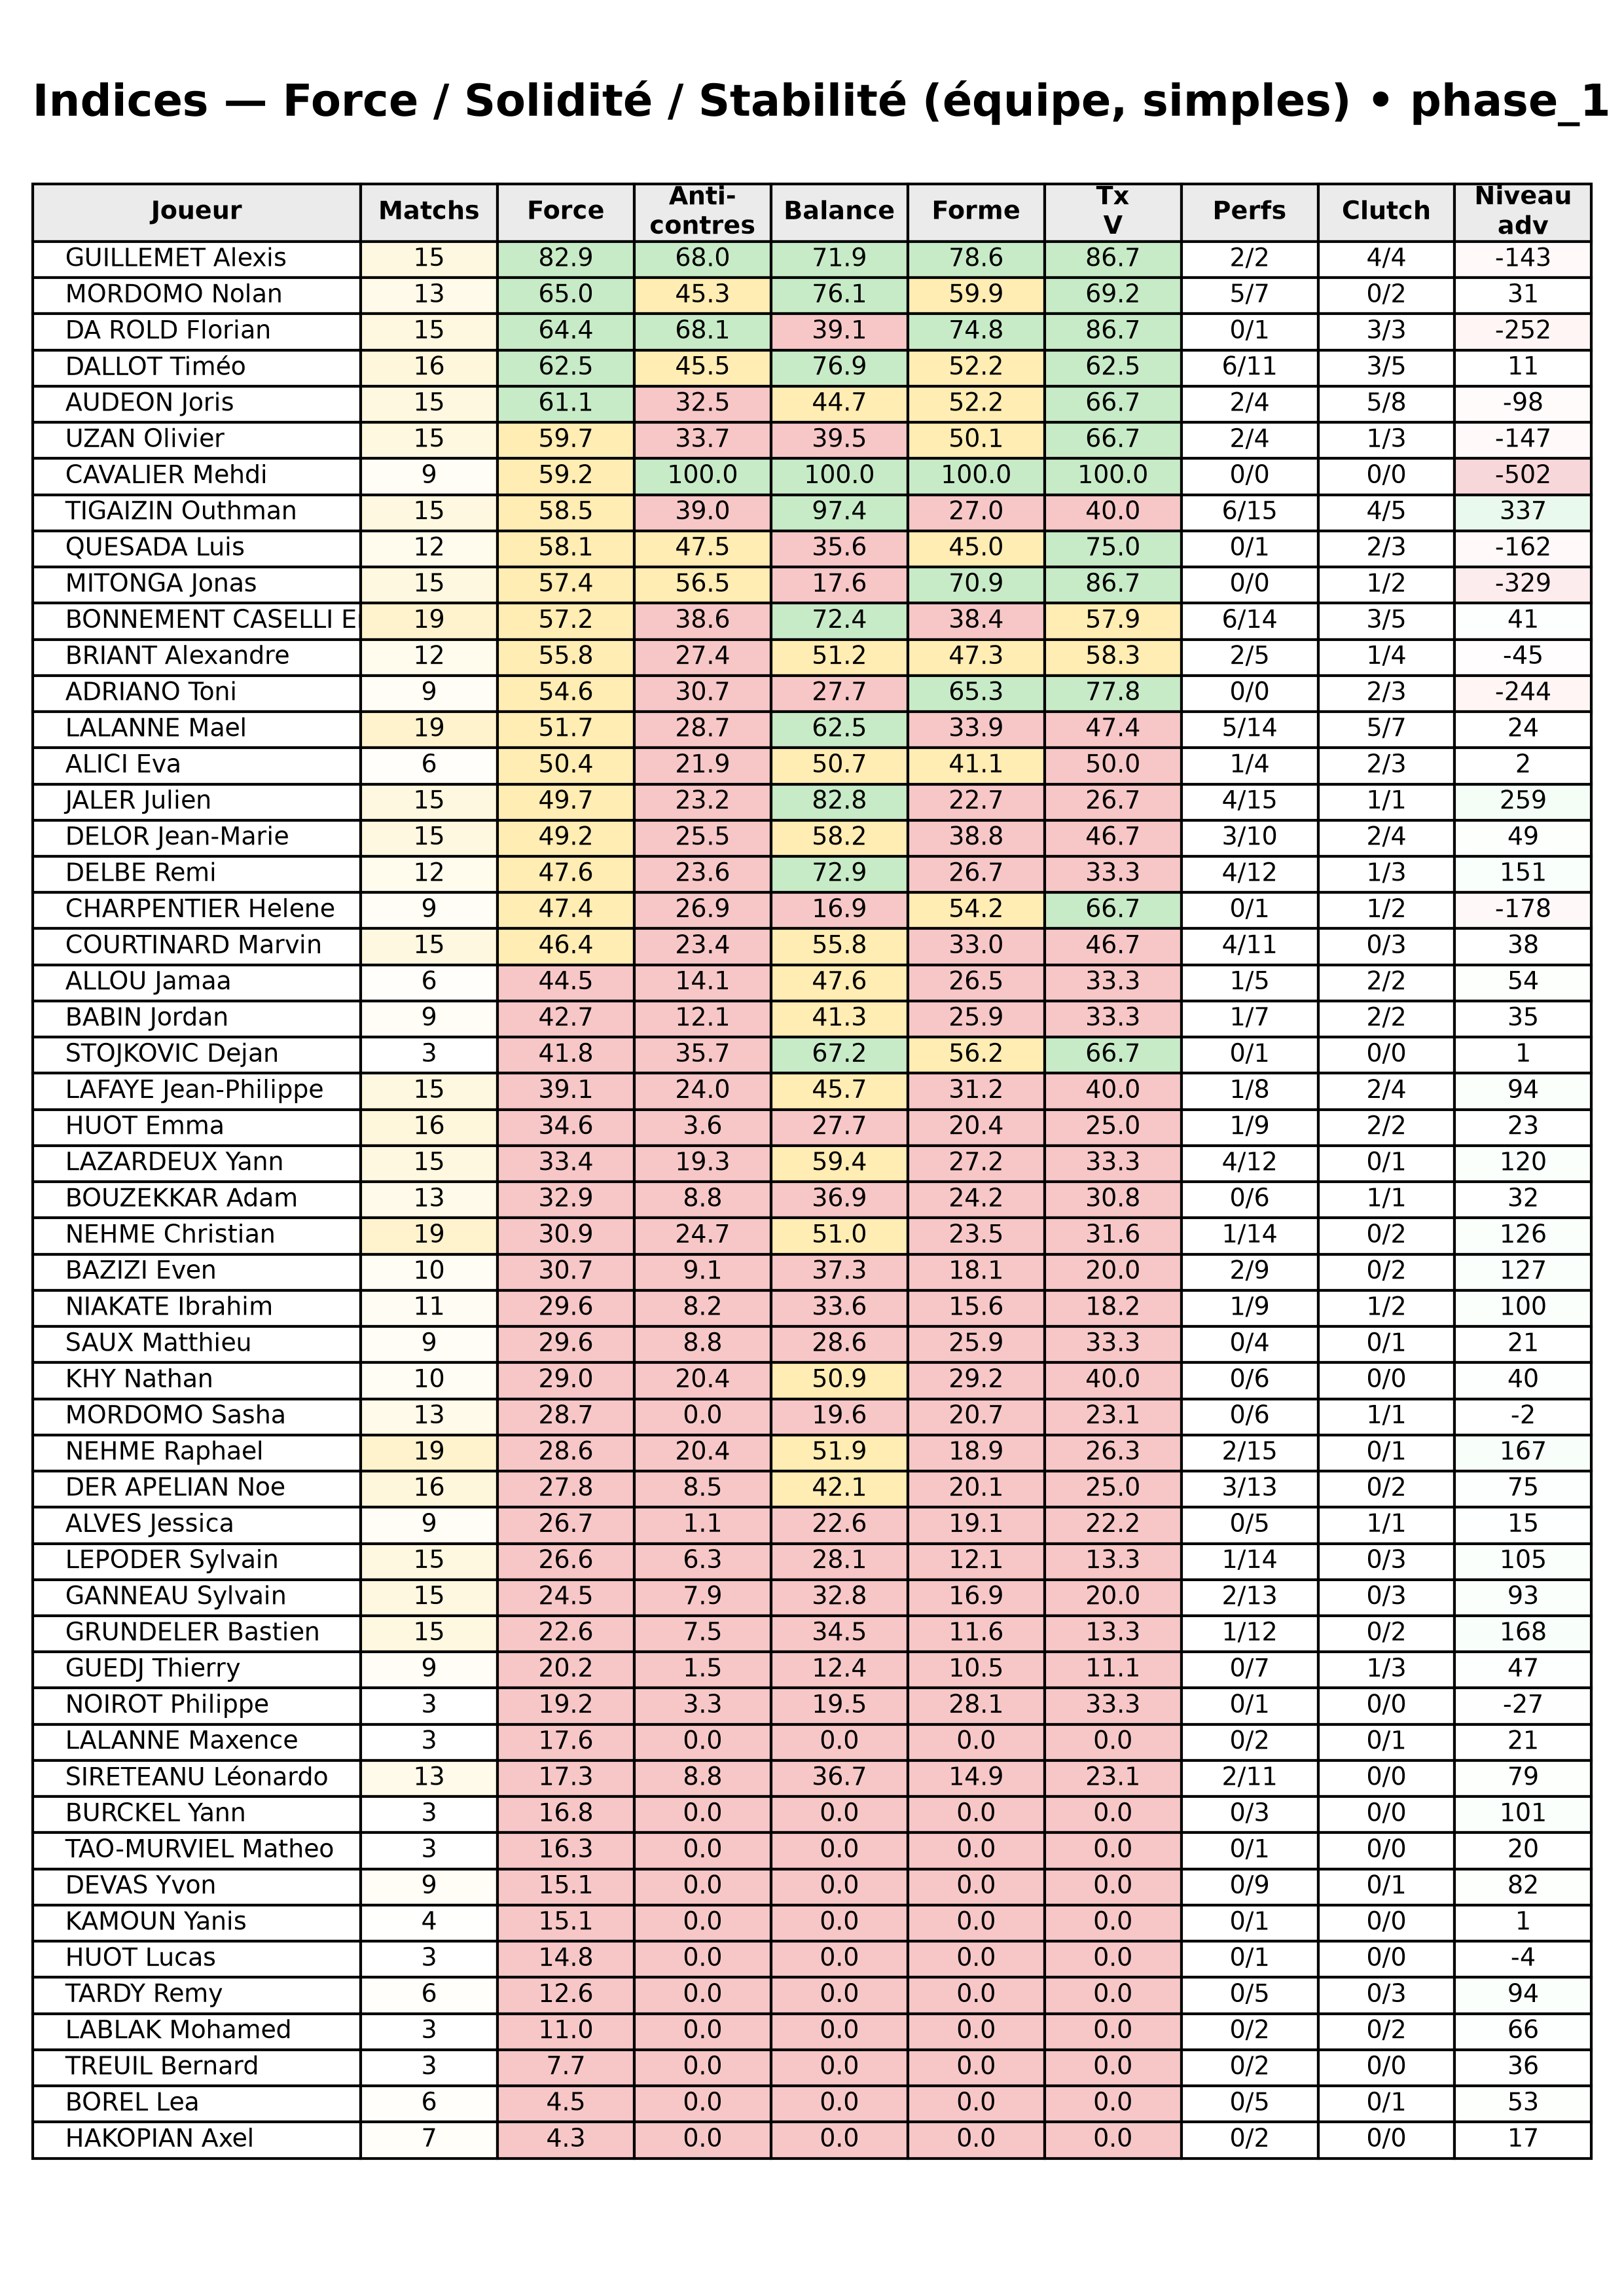 Indices — Force / Solidité / Stabilité (équipe, simples) • phase_1
Joueur Matchs Force Anti-contres Balance Forme Tx V Perfs Clutch Niveau adv
GUILLEMET Alexis 15 82.9 68.0 71.9 78.6 86.7 2/2 4/4 -143
MORDOMO Nolan 13 65.0 45.3 76.1 59.9 69.2 5/7 0/2 31
DA ROLD Florian 15 64.4 68.1 39.1 74.8 86.7 0/1 3/3 -252
DALLOT Timéo 16 62.5 45.5 76.9 52.2 62.5 6/11 3/5 11
AUDEON Joris 15 61.1 32.5 44.7 52.2 66.7 2/4 5/8 -98
UZAN Olivier 15 59.7 33.7 39.5 50.1 66.7 2/4 1/3 -147
CAVALIER Mehdi 9 59.2 100.0 100.0 100.0 100.0 0/0 0/0 -502
TIGAIZIN Outhman 15 58.5 39.0 97.4 27.0 40.0 6/15 4/5 337
QUESADA Luis 12 58.1 47.5 35.6 45.0 75.0 0/1 2/3 -162
MITONGA Jonas 15 57.4 56.5 17.6 70.9 86.7 0/0 1/2 -329
BONNEMENT CASELLI E 19 57.2 38.6 72.4 38.4 57.9 6/14 3/5 41
BRIANT Alexandre 12 55.8 27.4 51.2 47.3 58.3 2/5 1/4 -45
ADRIANO Toni 9 54.6 30.7 27.7 65.3 77.8 0/0 2/3 -244
LALANNE Mael 19 51.7 28.7 62.5 33.9 47.4 5/14 5/7 24
ALICI Eva 6 50.4 21.9 50.7 41.1 50.0 1/4 2/3 2
JALER Julien 15 49.7 23.2 82.8 22.7 26.7 4/15 1/1 259
DELOR Jean-Marie 15 49.2 25.5 58.2 38.8 46.7 3/10 2/4 49
DELBE Remi 12 47.6 23.6 72.9 26.7 33.3 4/12 1/3 151
CHARPENTIER Helene 9 47.4 26.9 16.9 54.2 66.7 0/1 1/2 -178
COURTINARD Marvin 15 46.4 23.4 55.8 33.0 46.7 4/11 0/3 38
ALLOU Jamaa 6 44.5 14.1 47.6 26.5 33.3 1/5 2/2 54
BABIN Jordan 9 42.7 12.1 41.3 25.9 33.3 1/7 2/2 35
STOJKOVIC Dejan 3 41.8 35.7 67.2 56.2 66.7 0/1 0/0 1
LAFAYE Jean-Philippe 15 39.1 24.0 45.7 31.2 40.0 1/8 2/4 94
HUOT Emma 16 34.6 3.6 27.7 20.4 25.0 1/9 2/2 23
LAZARDEUX Yann 15 33.4 19.3 59.4 27.2 33.3 4/12 0/1 120
BOUZEKKAR Adam 13 32.9 8.8 36.9 24.2 30.8 0/6 1/1 32
NEHME Christian 19 30.9 24.7 51.0 23.5 31.6 1/14 0/2 126
BAZIZI Even 10 30.7 9.1 37.3 18.1 20.0 2/9 0/2 127
NIAKATE Ibrahim 11 29.6 8.2 33.6 15.6 18.2 1/9 1/2 100
SAUX Matthieu 9 29.6 8.8 28.6 25.9 33.3 0/4 0/1 21
KHY Nathan 10 29.0 20.4 50.9 29.2 40.0 0/6 0/0 40
MORDOMO Sasha 13 28.7 0.0 19.6 20.7 23.1 0/6 1/1 -2
NEHME Raphael 19 28.6 20.4 51.9 18.9 26.3 2/15 0/1 167
DER APELIAN Noe 16 27.8 8.5 42.1 20.1 25.0 3/13 0/2 75
ALVES Jessica 9 26.7 1.1 22.6 19.1 22.2 0/5 1/1 15
LEPODER Sylvain 15 26.6 6.3 28.1 12.1 13.3 1/14 0/3 105
GANNEAU Sylvain 15 24.5 7.9 32.8 16.9 20.0 2/13 0/3 93
GRUNDELER Bastien 15 22.6 7.5 34.5 11.6 13.3 1/12 0/2 168
GUEDJ Thierry 9 20.2 1.5 12.4 10.5 11.1 0/7 1/3 47
NOIROT Philippe 3 19.2 3.3 19.5 28.1 33.3 0/1 0/0 -27
LALANNE Maxence 3 17.6 0.0 0.0 0.0 0.0 0/2 0/1 21
SIRETEANU Léonardo 13 17.3 8.8 36.7 14.9 23.1 2/11 0/0 79
BURCKEL Yann 3 16.8 0.0 0.0 0.0 0.0 0/3 0/0 101
TAO-MURVIEL Matheo 3 16.3 0.0 0.0 0.0 0.0 0/1 0/0 20
DEVAS Yvon 9 15.1 0.0 0.0 0.0 0.0 0/9 0/1 82
KAMOUN Yanis 4 15.1 0.0 0.0 0.0 0.0 0/1 0/0 1
HUOT Lucas 3 14.8 0.0 0.0 0.0 0.0 0/1 0/0 -4
TARDY Remy 6 12.6 0.0 0.0 0.0 0.0 0/5 0/3 94
LABLAK Mohamed 3 11.0 0.0 0.0 0.0 0.0 0/2 0/2 66
TREUIL Bernard 3 7.7 0.0 0.0 0.0 0.0 0/2 0/0 36
BOREL Lea 6 4.5 0.0 0.0 0.0 0.0 0/5 0/1 53
HAKOPIAN Axel 7 4.3 0.0 0.0 0.0 0.0 0/2 0/0 17